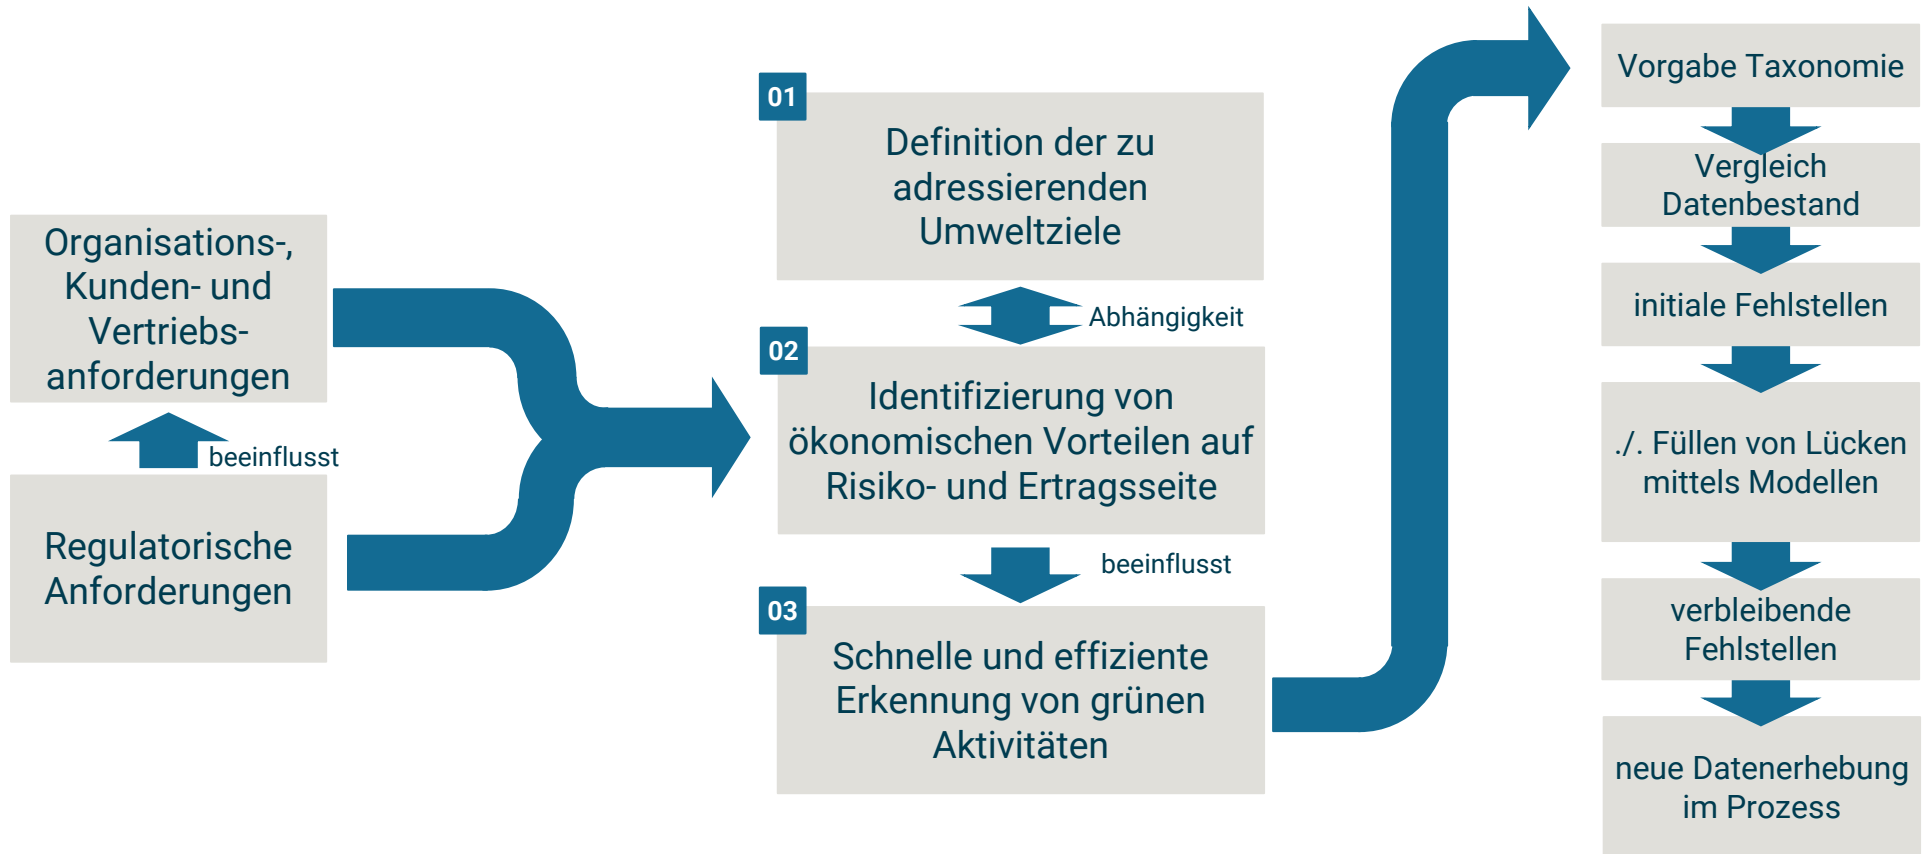 Organisations-,
Kunden- und
Vertriebs-
anforderungen
beeinflusst
Regulatorische
Anforderungen
01
Definition der zu
adressierenden
Umweltziele
Abhängigkeit
02
Identifizierung von
ökonomischen Vorteilen auf
Risiko- und Ertragsseite
beeinflusst
03
Schnelle und effiziente
Erkennung von grünen
Aktivitäten
Vorgabe Taxonomie
Vergleich
Datenbestand
initiale Fehlstellen
./. Füllen von Lücken
mittels Modellen
verbleibende
Fehlstellen
neue Datenerhebung
im Prozess